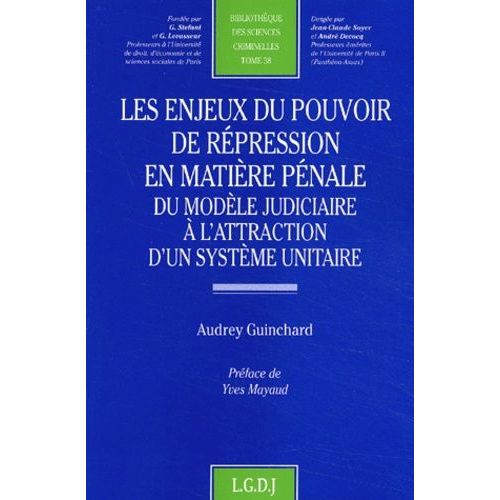 Fondée par
G. Stefani
et G. Levasseur
Professeurs à l'Université
de droit, d'économie et de
sciences sociales de Paris
BIBLIOTHÈQUE
DES SCIENCES
CRIMINELLES
TOME 38
Dirigée par
Jean-Claude Soyer
et André Decocq
Professeurs émérites
de l'Université de Paris II
(Panthéon-Assas)
LES ENJEUX DU POUVOIR
DE RÉPRESSION
EN MATIÈRE PÉNALE
DU MODÈLE JUDICIAIRE
À L'ATTRACTION
D'UN SYSTÈME UNITAIRE
Audrey Guinchard
Préface de
Yves Mayaud
L.G.D.J